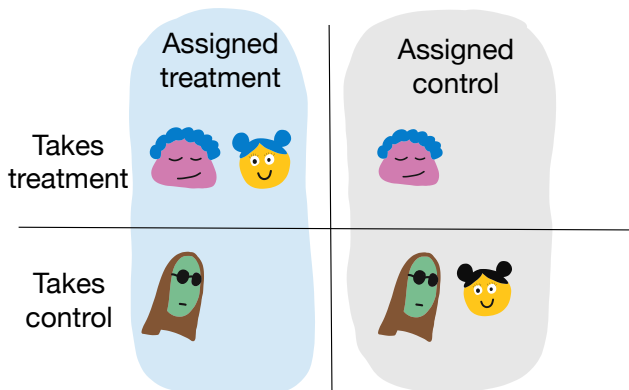 Assigned
treatment
Assigned
control
Takes
treatment
Takes
control